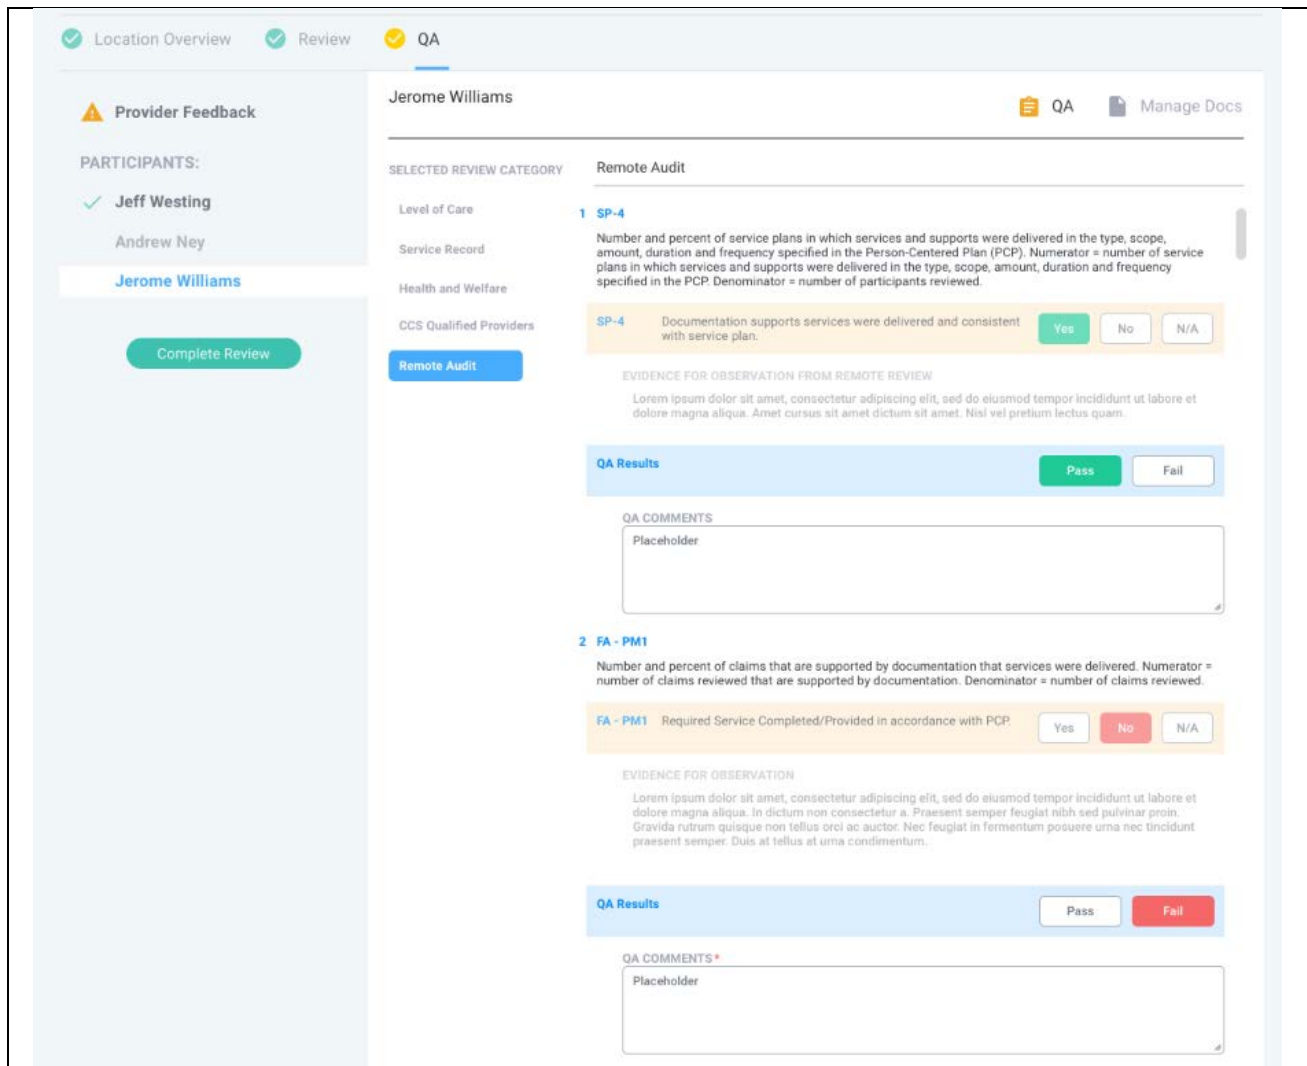 Location Overview Review QA
Provider Feedback
PARTICIPANTS:
Jeff Westing
Andrew Ney
Jerome Williams
Complete Review
Jerome Williams
QA Manage Docs
SELECTED REVIEW CATEGORY
Level of Care
Service Record
Health and Welfare
CCS Qualified Providers
Remote Audit
Remote Audit
1 SP-4
Number and percent of service plans in which services and supports were delivered in the type, scope,
amount, duration and frequency specified in the Person-Centered Plan (PCP). Numerator = number of service
plans in which services and supports were delivered in the type, scope, amount, duration and frequency
specified in the PCP. Denominator = number of participants reviewed.
SP-4 Documentation supports services were delivered and consistent
with service plan.
Yes No N/A
EVIDENCE FOR OBSERVATION FROM REMOTE REVIEW
Lorem ipsum dolor sit amet, consectetur adipiscing elit, sed do eiusmod tempor incididunt ut labore et
dolore magna aliqua. Amet cursus sit amet dictum sit amet. Nisl vel pretium lectus quam.
QA Results Pass Fail
QA COMMENTS
Placeholder
2 FA - PM1
Number and percent of claims that are supported by documentation that services were delivered. Numerator =
number of claims reviewed that are supported by documentation. Denominator = number of claims reviewed.
FA - PM1 Required Service Completed/Provided in accordance with PCP. Yes No N/A
EVIDENCE FOR OBSERVATION
Lorem ipsum dolor sit amet, consectetur adipiscing elit, sed do eiusmod tempor incididunt ut labore et
dolore magna aliqua. In dictum non consectetur a. Praesent semper feugiat nibh sed pulvinar proin.
Gravida rutrum quisque non tellus orci ac auctor. Nec feugiat in fermentum posuere urna nec tincidunt
praesent semper. Duis at tellus at urna condimentum.
QA Results Pass Fail
QA COMMENTS*
Placeholder